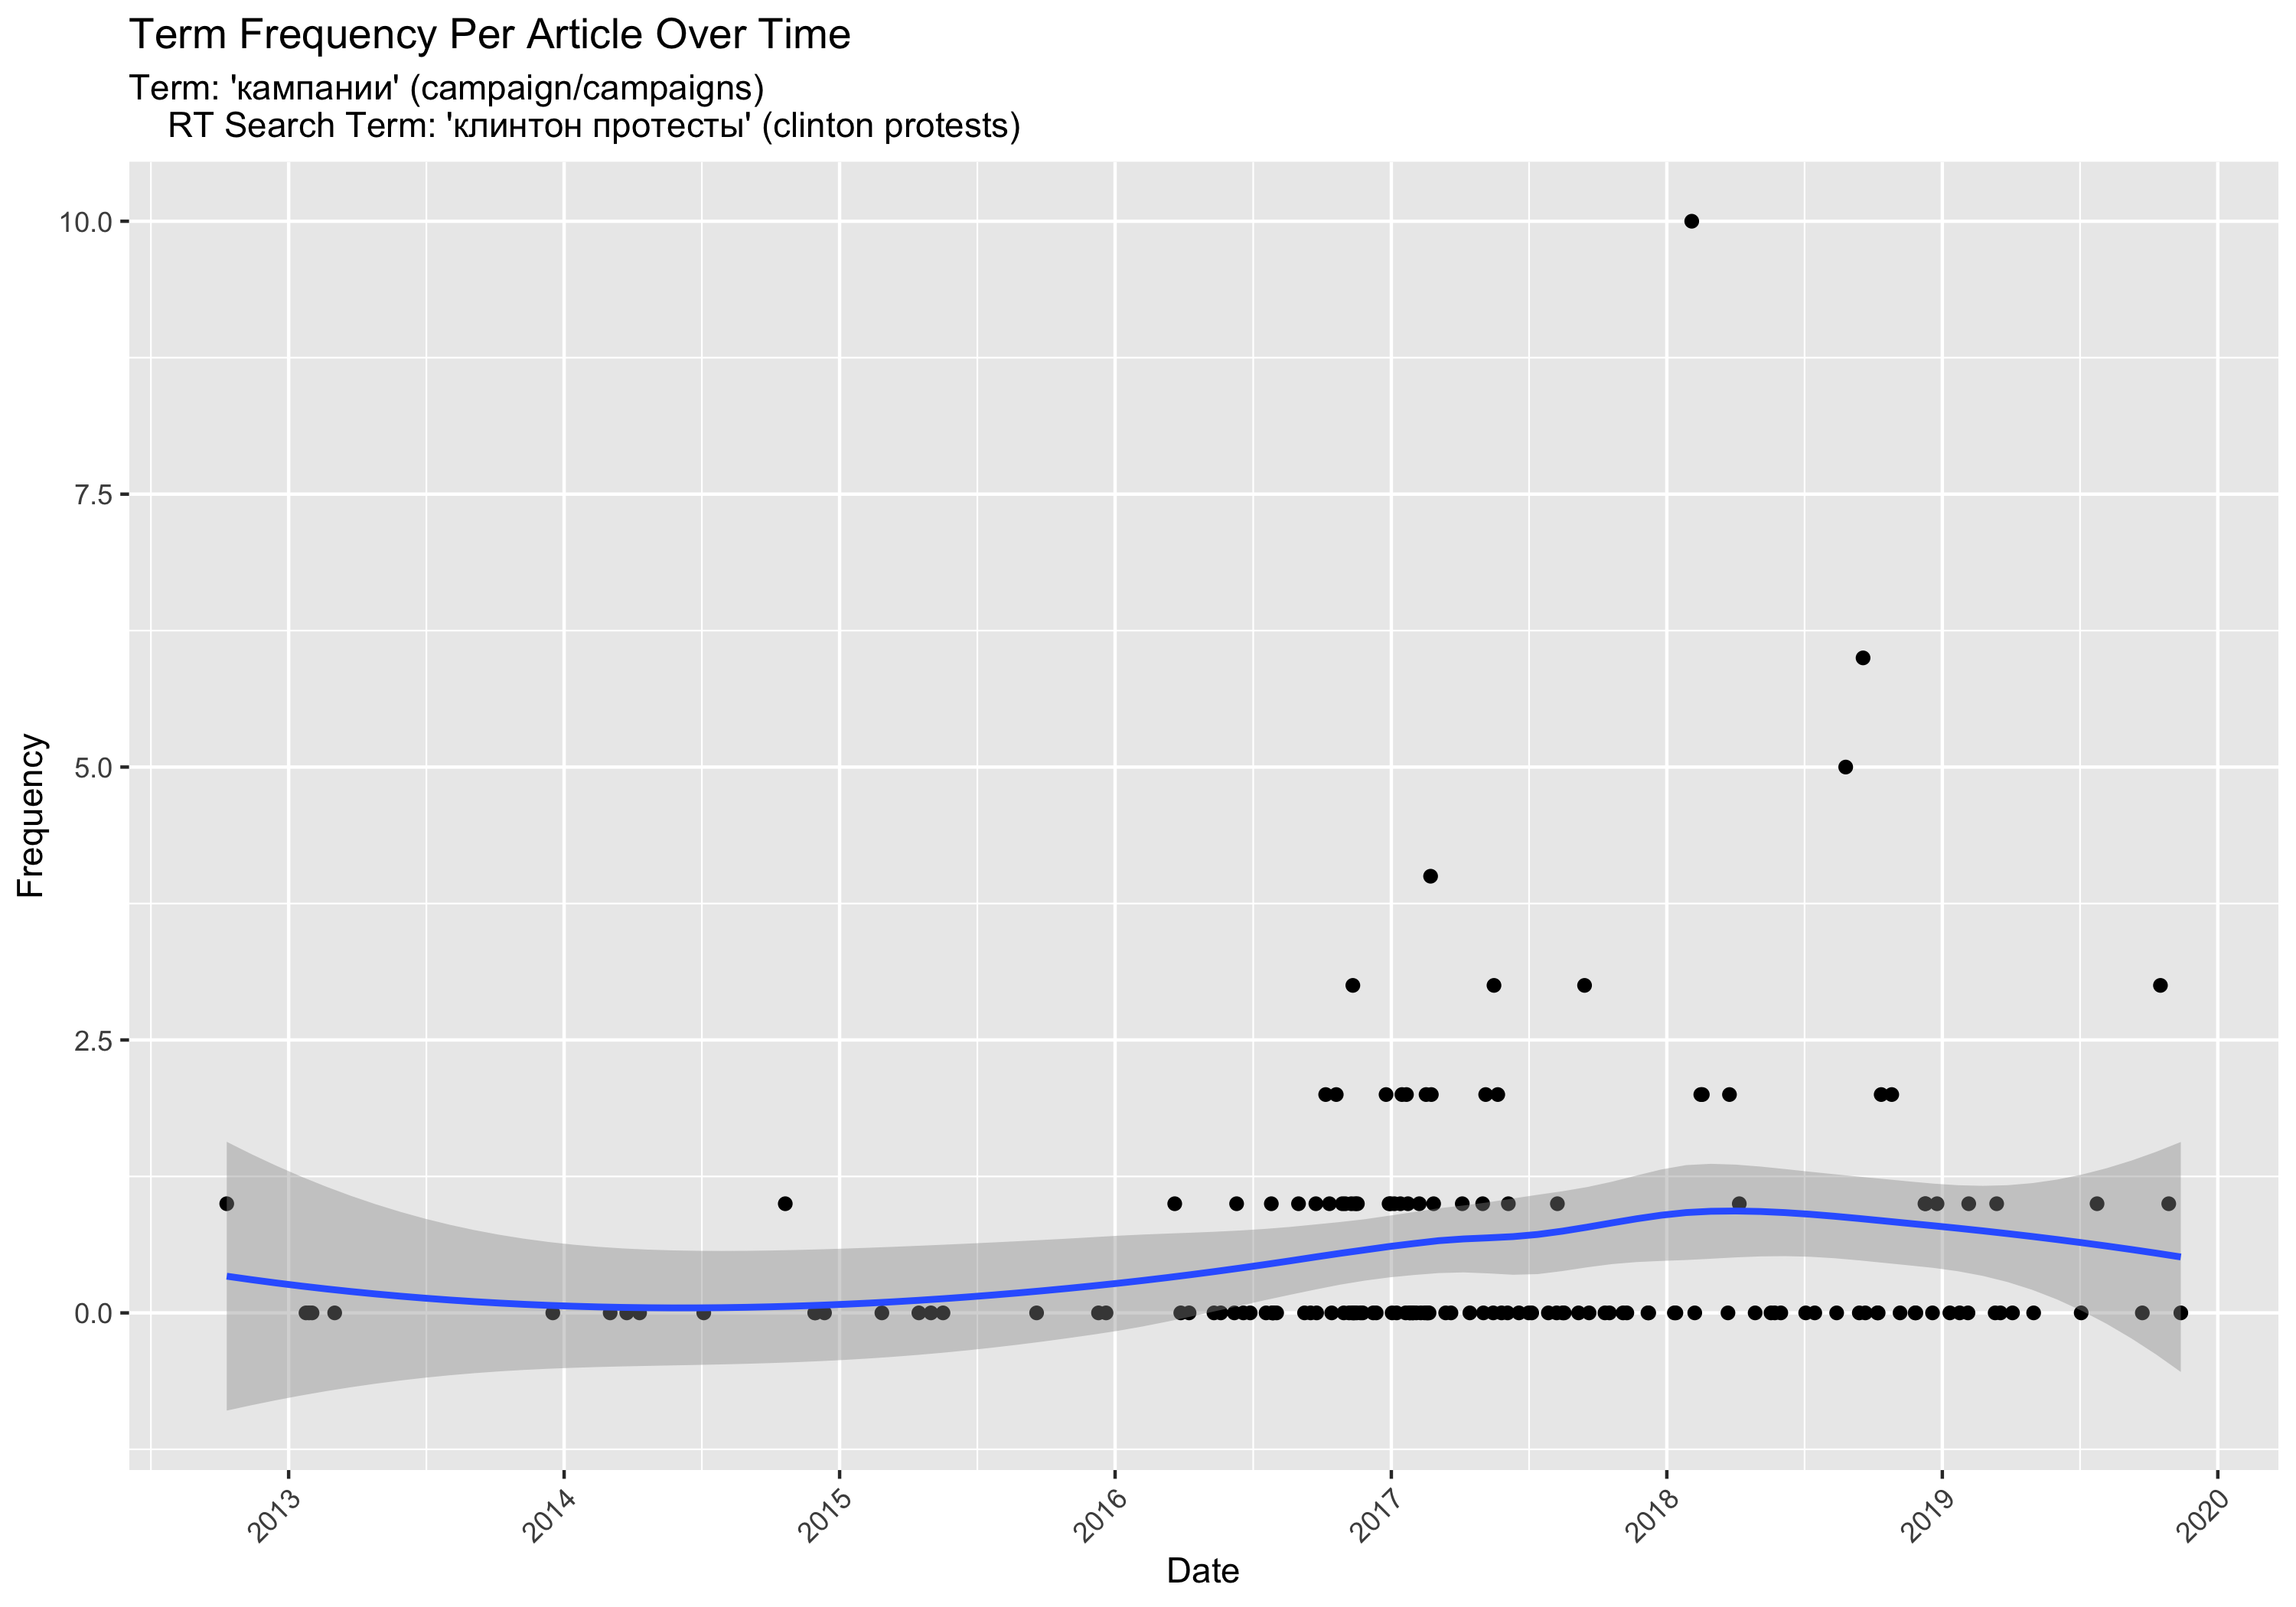 Term Frequency Per Article Over Time
Term: 'кампании' (campaign/campaigns)
RT Search Term: 'клинтон протесты' (clinton protests)
10.0
7.5
5.0
2.5
0.0
Frequency
2013
2014
2015
2016
2017
2018
2019
2020
Date